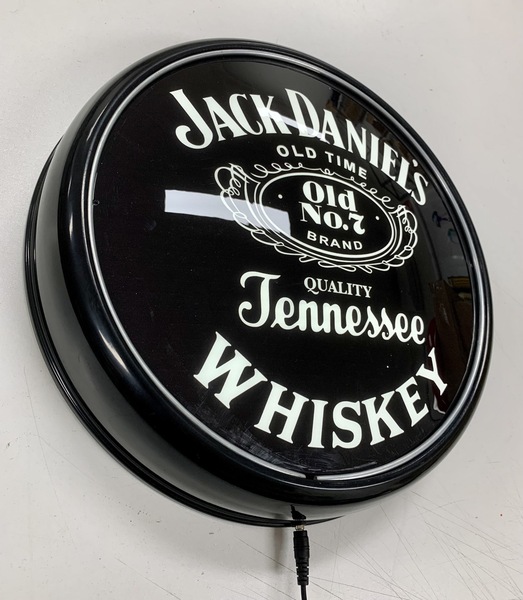 JACK DANIEL'S
OLD TIME
Old
No.7
BRAND
QUALITY
Tennessee
WHISKEY